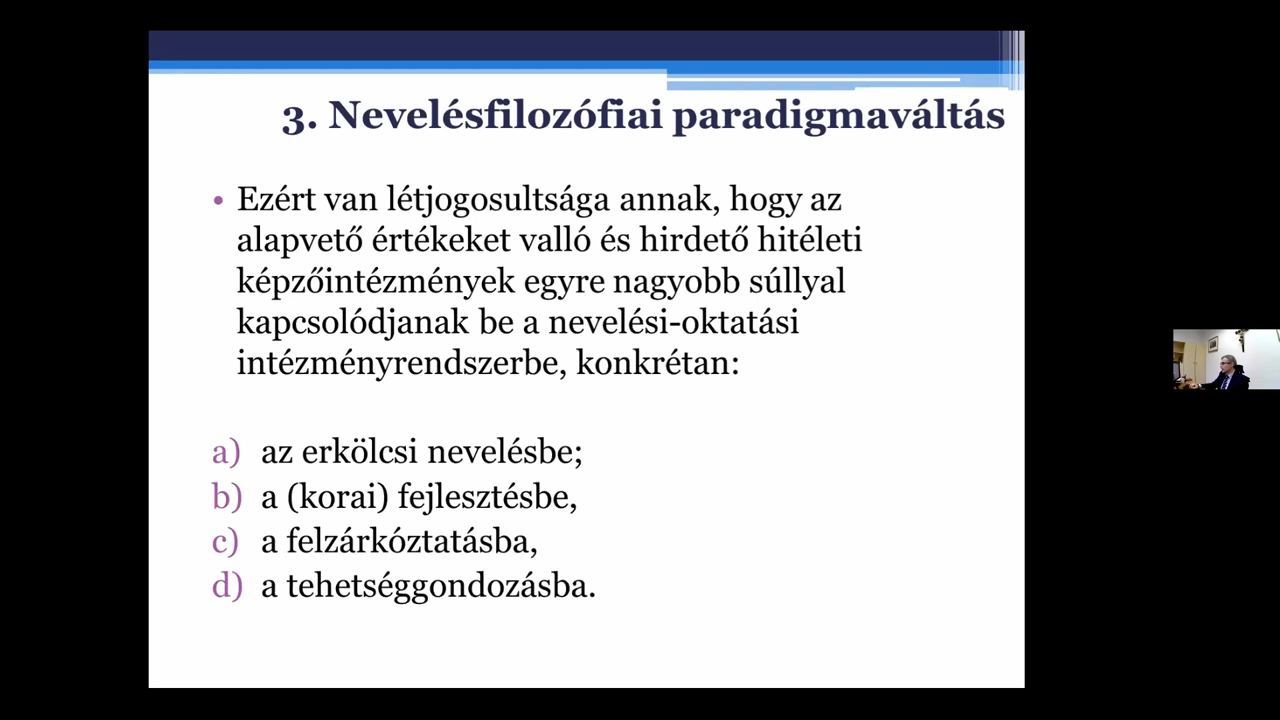 3. Nevelésfilozófiai paradigmaváltás
• Ezért van létjogosultsága annak, hogy az
alapvető értékeket valló és hirdető hitéleti
képzőintézmények egyre nagyobb súllyal
kapcsolódjanak be a nevelési-oktatási
intézményrendszerbe, konkrétan:
a) az erkölcsi nevelésbe;
b) a (korai) fejlesztésbe,
c) a felzárkóztatásba,
d) a tehetséggondozásba.